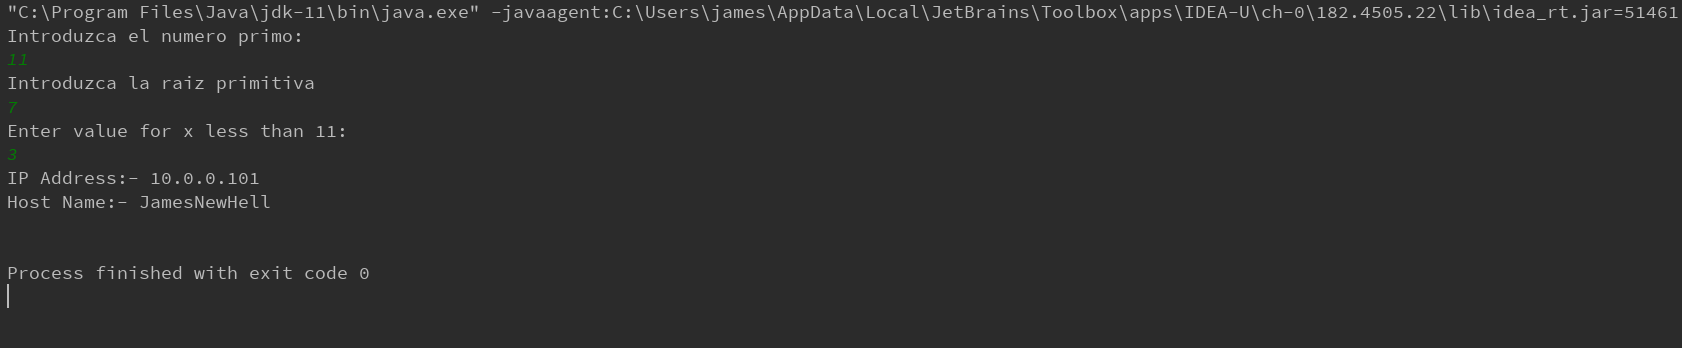 "C:\Program Files\Java\jdk-11\bin\java.exe" -javaagent:C:\Users\james\AppData\Local\JetBrains\Toolbox\apps\IDEA-U\ch-0\182.4505.22\lib\idea_rt.jar=51461
Introduzca el numero primo:
11
Introduzca la raiz primitiva
7
Enter value for x less than 11:
3
IP Address:- 10.0.0.101
Host Name:- JamesNewHell
Process finished with exit code 0